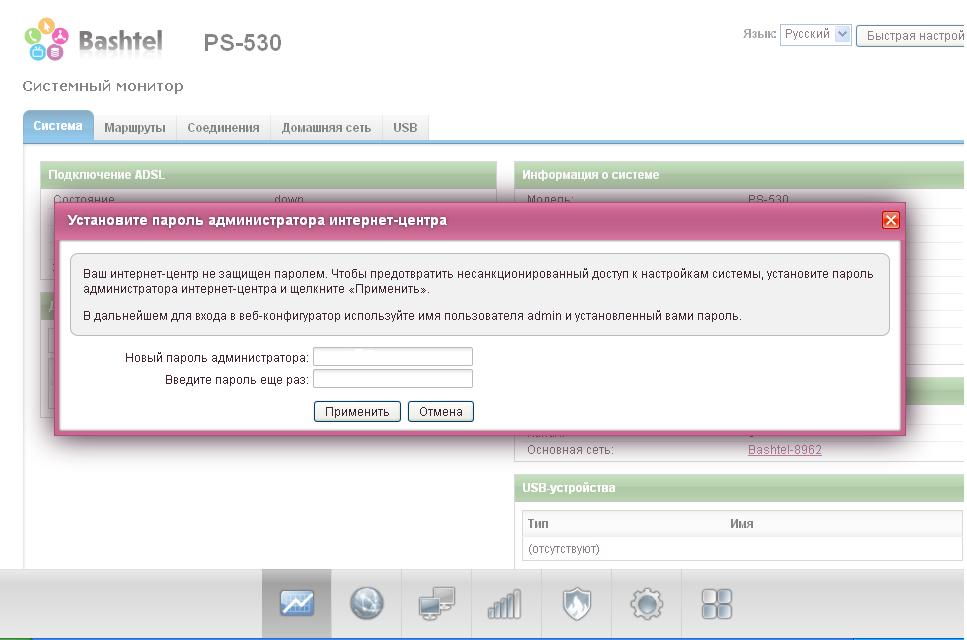 Bashtel PS-530
Язык: Русский Быстрая настрой
Системный монитор
Система Маршруты Соединения Домашняя сеть USB
Подключение ADSL
Информация о системе
Состояние down
Модель: PS-530
Установите пароль администратора интернет-центра
Ваш интернет-центр не защищен паролем. Чтобы предотвратить несанкционированный доступ к настройкам системы, установите пароль
администратора интернет-центра и щелкните «Применить».
В дальнейшем для входа в веб-конфигуратор используйте имя пользователя admin и установленный вами пароль.
Новый пароль администратора:
Введите пароль еще раз:
Применить Отмена
Основная сеть: Bashtel-8962
USB-устройства
Тип Имя
(отсутствуют)